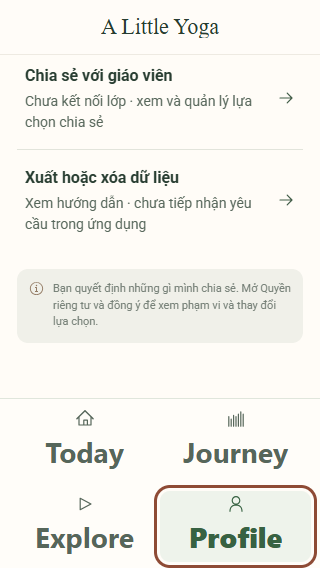 A Little Yoga
Chia sẻ với giáo viên
Chưa kết nối lớp · xem và quản lý lựa
chọn chia sẻ
Xuất hoặc xóa dữ liệu
Xem hướng dẫn · chưa tiếp nhận yêu
cầu trong ứng dụng
Bạn quyết định những gì mình chia sẻ. Mở Quyền
riêng tư và đồng ý để xem phạm vi và thay đổi
lựa chọn.
Today
Journey
Explore
Profile